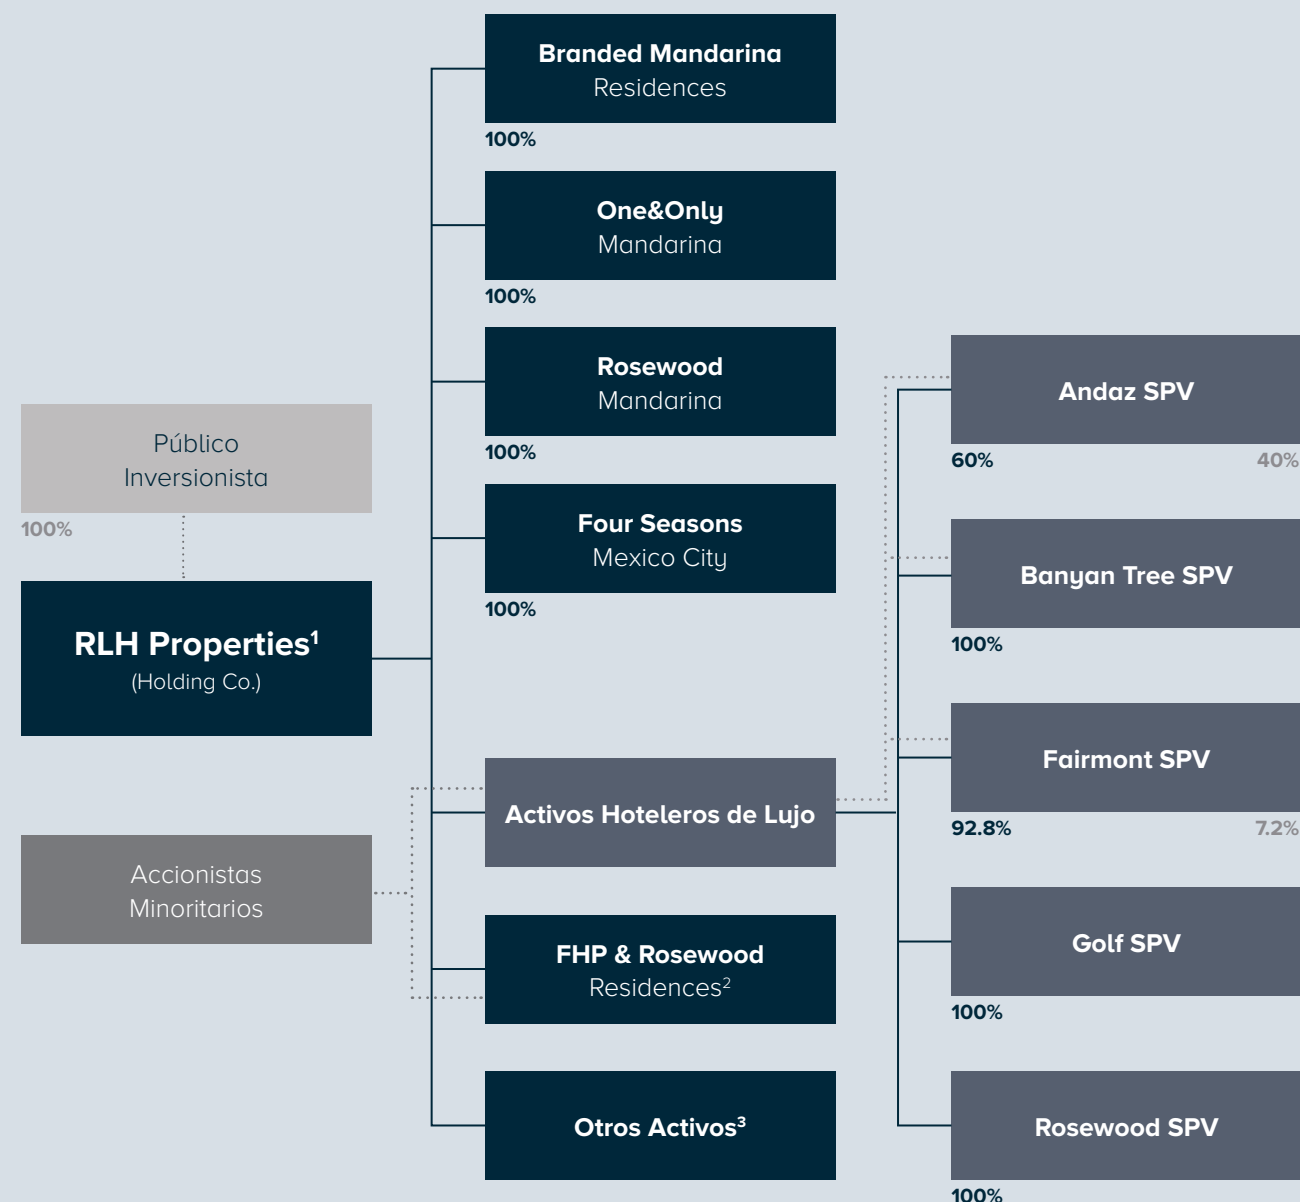 Branded Mandarina
Residences
100%
One&Only
Mandarina
100%
Rosewood
Mandarina
100%
Four Seasons
Mexico City
100%
Público
Inversionista
100%
RLH Properties¹
(Holding Co.)
Accionistas
Minoritarios
Activos Hoteleros de Lujo
FHP & Rosewood
Residences²
Otros Activos³
Andaz SPV
60% 40%
Banyan Tree SPV
100%
Fairmont SPV
92.8% 7.2%
Golf SPV
100%
Rosewood SPV
100%